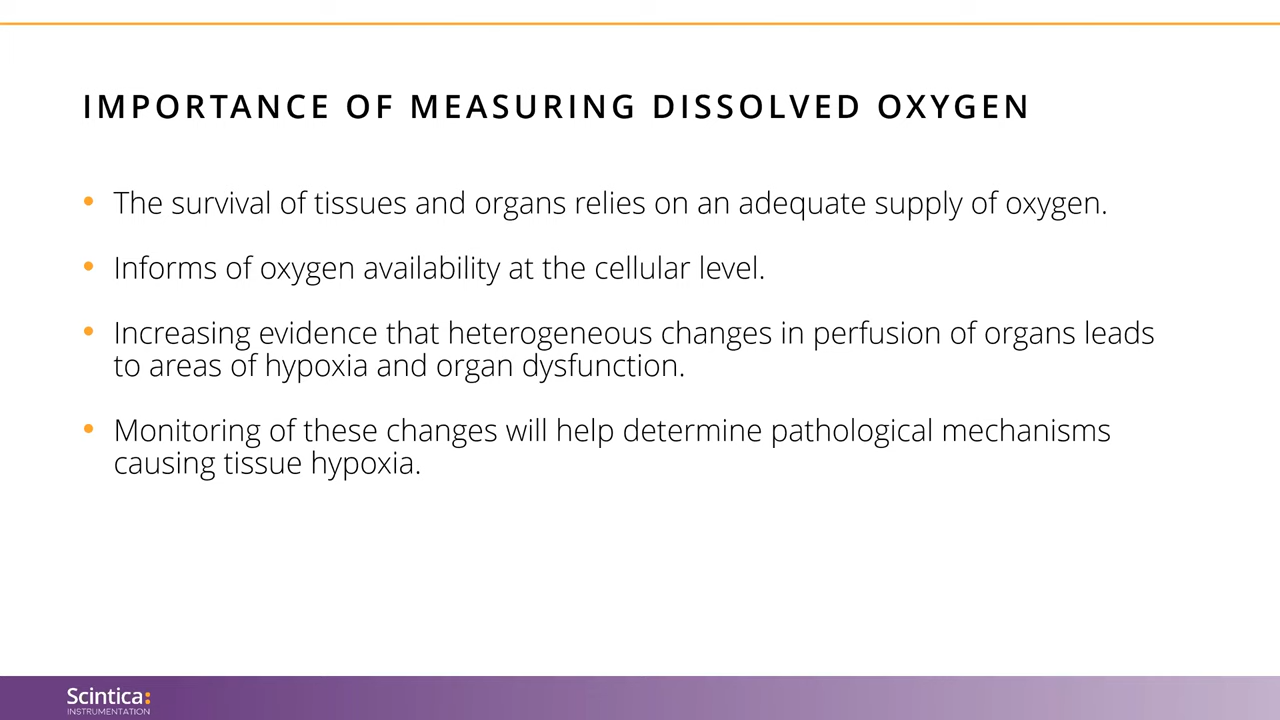 IMPORTANCE OF MEASURING DISSOLVED OXYGEN
• The survival of tissues and organs relies on an adequate supply of oxygen.
• Informs of oxygen availability at the cellular level.
• Increasing evidence that heterogeneous changes in perfusion of organs leads
to areas of hypoxia and organ dysfunction.
• Monitoring of these changes will help determine pathological mechanisms
causing tissue hypoxia.
Scintica:
INSTRUMENTATION